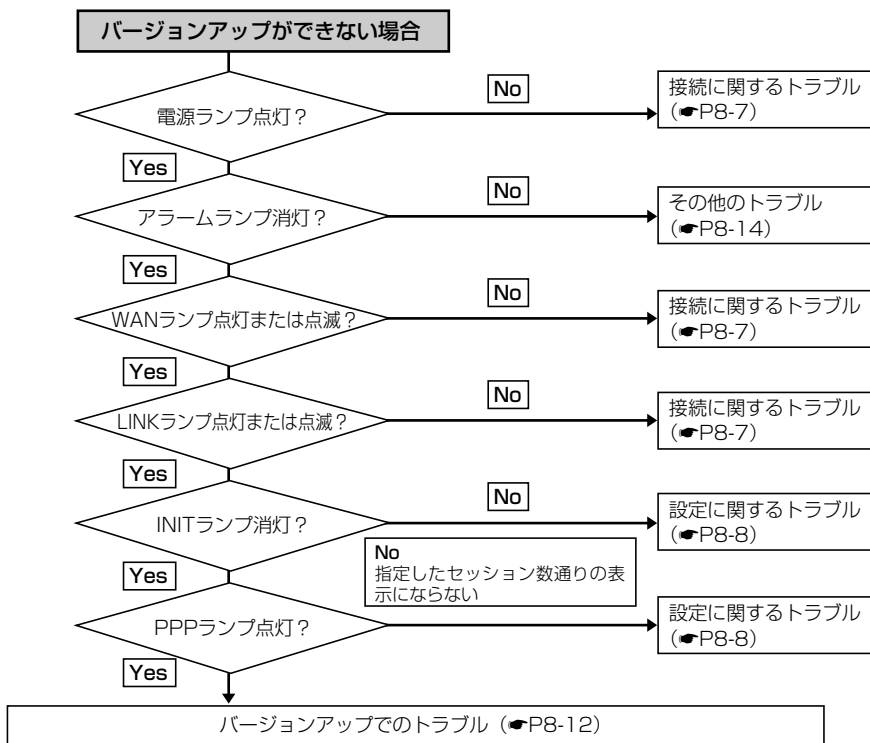 バージョンアップができない場合
電源ランプ点灯？
No
接続に関するトラブル
（☛P8-7）
Yes
アラームランプ消灯？
No
その他のトラブル
（☛P8-14）
Yes
WANランプ点灯または点滅？
No
接続に関するトラブル
（☛P8-7）
Yes
LINKランプ点灯または点滅？
No
接続に関するトラブル
（☛P8-7）
Yes
INITランプ消灯？
No
設定に関するトラブル
（☛P8-8）
Yes
No
指定したセッション数通りの表
示にならない
PPPランプ点灯？
設定に関するトラブル
（☛P8-8）
Yes
バージョンアップでのトラブル（☛P8-12）